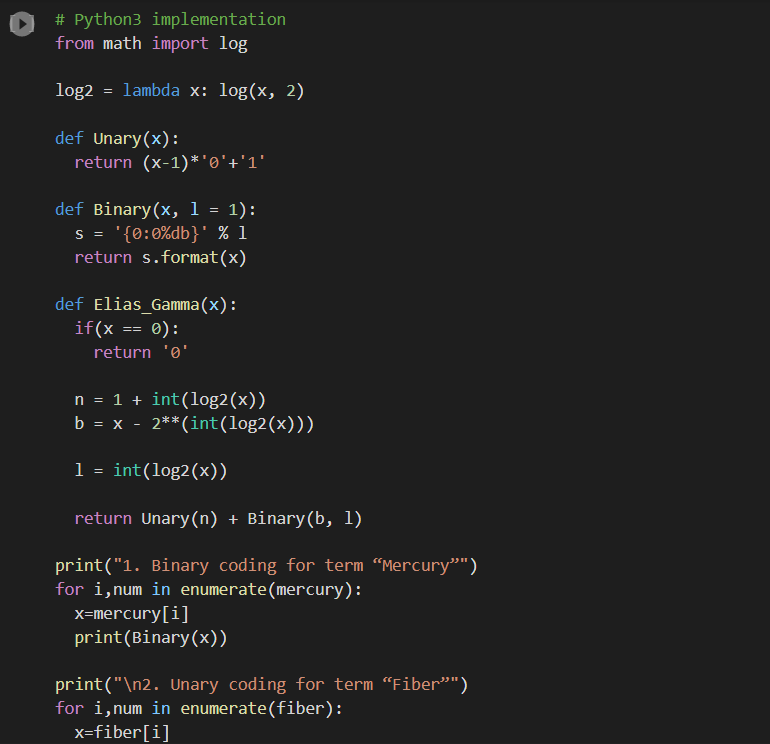 # Python3 implementation
from math import log
log2 = lambda x: log(x, 2)
def Unary(x):
  return (x-1)*'0'+'1'
def Binary(x, l = 1):
  s = '{0:0%db}' % l
  return s.format(x)
def Elias_Gamma(x):
  if(x == 0):
    return '0'
  n = 1 + int(log2(x))
  b = x - 2**(int(log2(x)))
  l = int(log2(x))
  return Unary(n) + Binary(b, l)
print("1. Binary coding for term “Mercury”")
for i,num in enumerate(mercury):
  x=mercury[i]
  print(Binary(x))
print("\n2. Unary coding for term “Fiber”")
for i,num in enumerate(fiber):
  x=fiber[i]